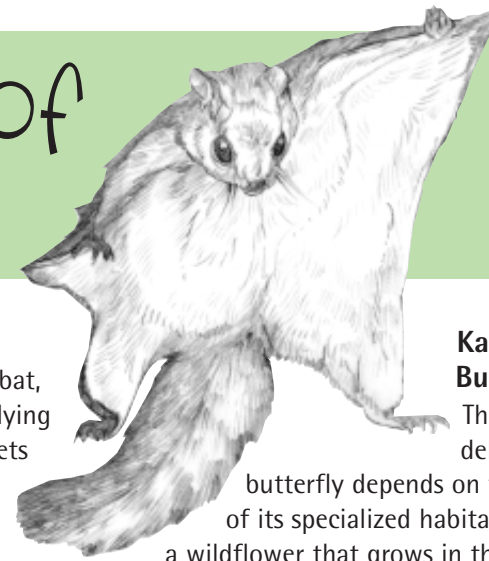 of
bat,
lying
ets
Ka
Bu
Th
de
butterfly depends on
of its specialized habita
a wildflower that grows in th